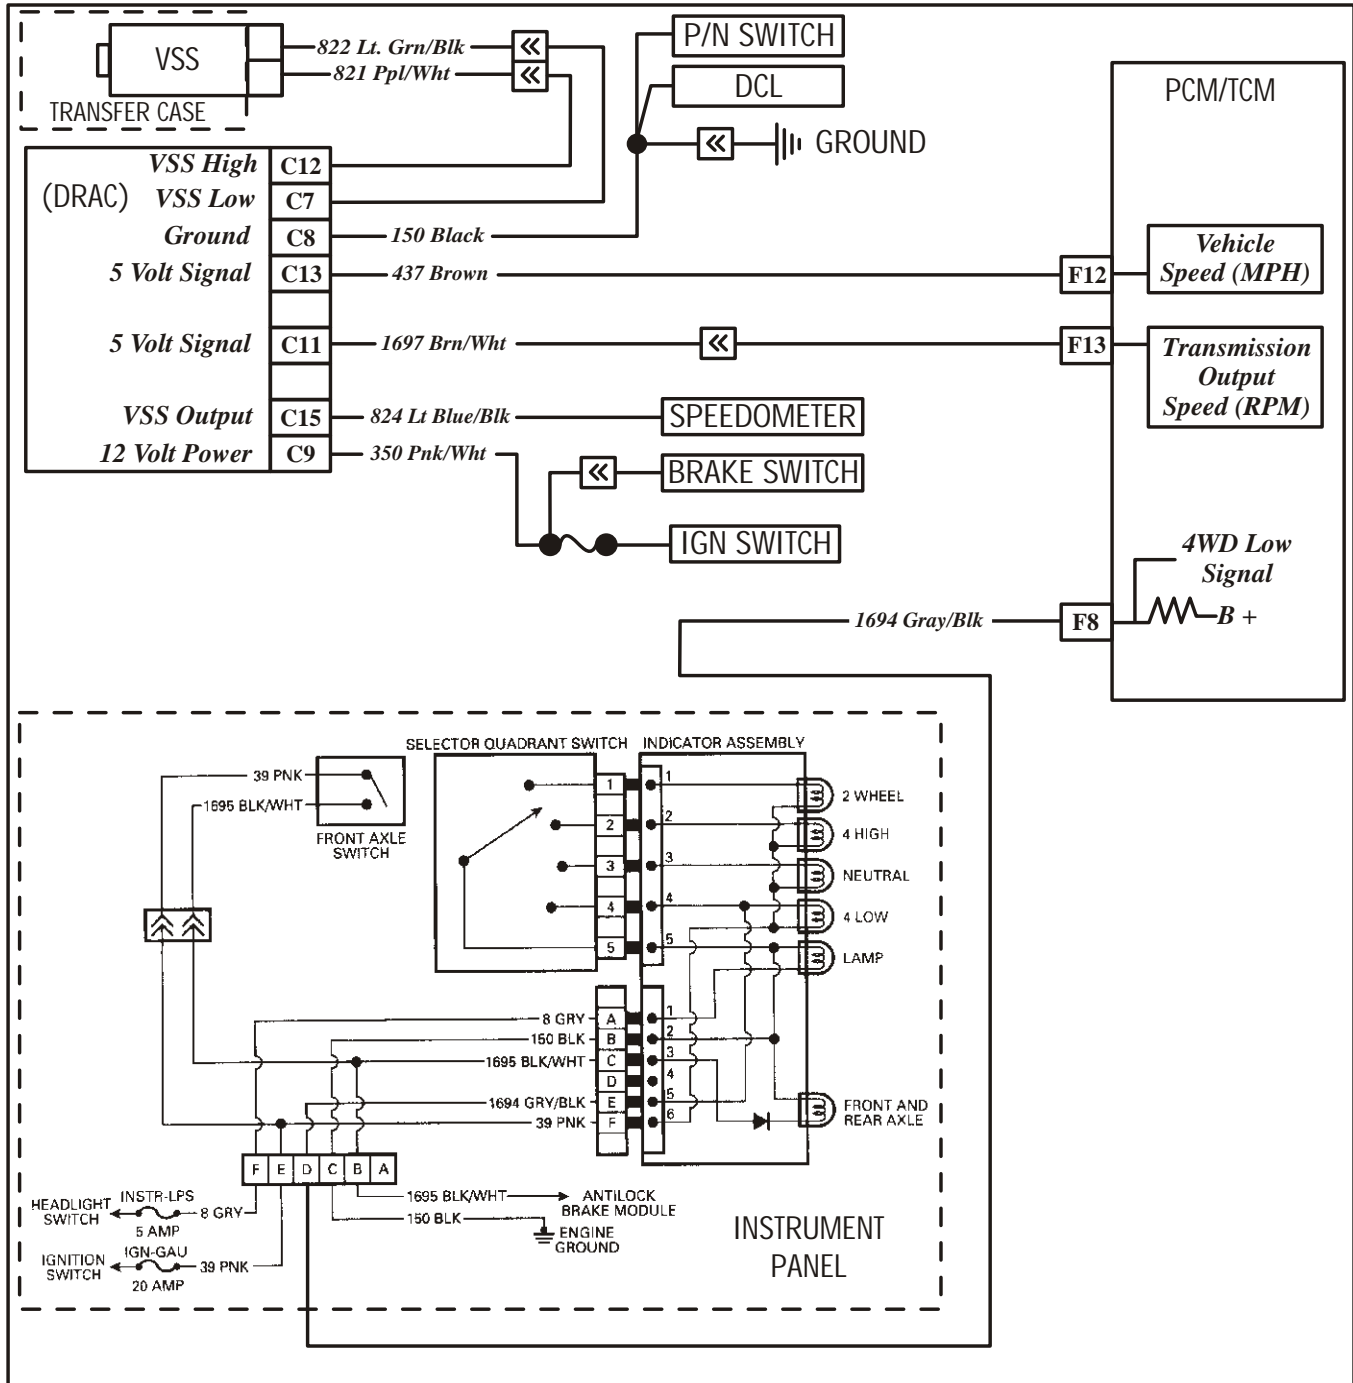 VSS
TRANSFER CASE
822 Lt. Grn/Blk
821 Ppl/Wht
P/N SWITCH
DCL
GROUND
PCM/TCM
(DRAC)
VSS High C12
VSS Low C7
Ground C8
150 Black
5 Volt Signal C13
437 Brown
F12
Vehicle
Speed (MPH)
5 Volt Signal C11
1697 Brn/Wht
F13
Transmission
Output
Speed (RPM)
VSS Output C15
824 Lt Blue/Blk
SPEEDOMETER
12 Volt Power C9
350 Pnk/Wht
BRAKE SWITCH
IGN SWITCH
4WD Low
Signal
1694 Gray/Blk
F8
B +
SELECTOR QUADRANT SWITCH
INDICATOR ASSEMBLY
39 PNK
1695 BLK/WHT
FRONT AXLE
SWITCH
1 1
2 WHEEL
2 2
4 HIGH
3 3
NEUTRAL
4 4
4 LOW
5 5
LAMP
8 GRY A 1
150 BLK B 2
1695 BLK/WHT C 3
D 4
1694 GRY/BLK E 5
39 PNK F 6
FRONT AND
REAR AXLE
F E D C B A
HEADLIGHT
SWITCH
INSTR-LPS
5 AMP
8 GRY
1695 BLK/WHT
ANTILOCK
BRAKE MODULE
150 BLK
ENGINE
GROUND
IGNITION
SWITCH
IGN-GAU
20 AMP
39 PNK
INSTRUMENT
PANEL